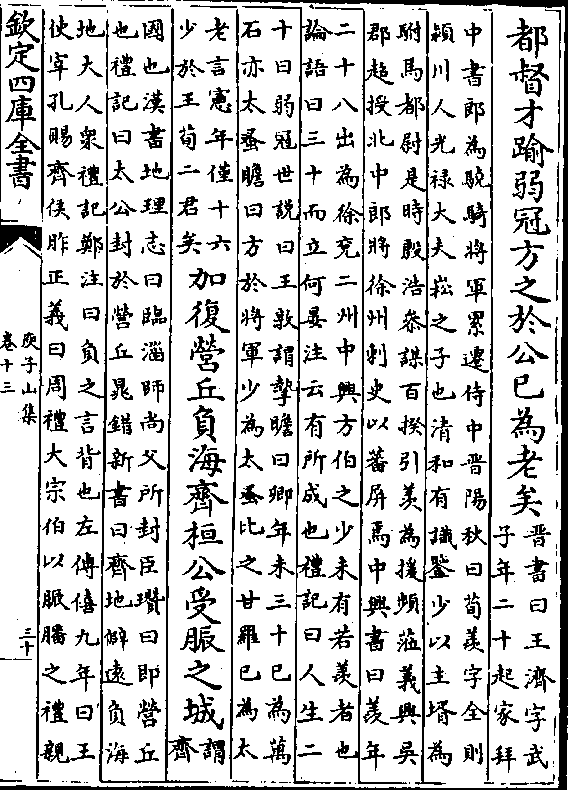 都督才踰弱冠方之於公已為老矣
晉書曰王濟字武
子年二十起家拜
中書郎為驍騎將軍累遷侍中晉陽秋曰荀羨字全則
潁川人光禄大夫崧之子也清和有識鑒少以主壻為
駙馬都尉是時殷浩叅謀百揆引羨為援頻蒞義興吳
郡超授北中郎將徐州刺史以蕃屏焉中興書曰羨年
二十八出為徐兖二州中興方伯之少未有若羨者也
論語曰三十而立何晏注云有所成也禮記曰人生二
十曰弱冠世說曰王敦謂摯瞻曰卿年未三十已為萬
石亦太蚤瞻曰方於將軍少為太蚤比之甘羅已為太
老言憲年僅十六
少於王荀二君矣
加復營丘負海齊桓公受脤之城
謂
齊
國也漢書地理志曰臨淄師尚父所封臣瓚曰即營丘
也禮記曰太公封於營丘晁錯新書曰齊地僻遠負海
地大人衆禮記鄭注曰負之言背也左傳僖九年曰王
使宰孔賜齊侯胙正義曰周禮大宗伯以脤膰之禮親
欽定四庫全書
庾子山集
卷十三
三十